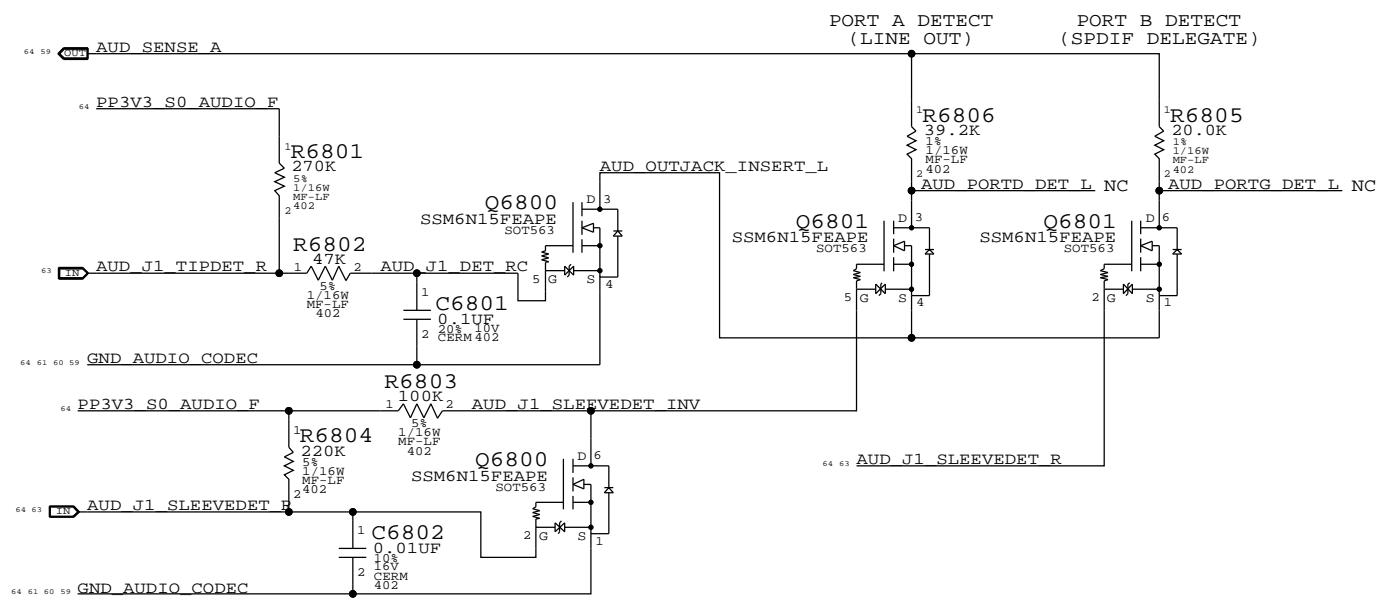 PORT A DETECT
(LINE OUT)
PORT B DETECT
(SPDIF DELEGATE)
64 59 OUT AUD_SENSE_A
64 PP3V3_S0_AUDIO_F
1
R6801
270K
5%
1/16W
MF-LF
402
2
1
R6806
39.2K
1%
1/16W
MF-LF
402
2
1
R6805
20.0K
1%
1/16W
MF-LF
402
2
AUD_OUTJACK_INSERT_L
AUD_PORTD_DET_L_NC
AUD_PORTG_DET_L_NC
Q6800
SSM6N15FEAPE
SOT563
D 3
5 G S 4
Q6801
SSM6N15FEAPE
SOT563
D 3
5 G S 4
Q6801
SSM6N15FEAPE
SOT563
D 6
2 G S 1
63 IN AUD_J1_TIPDET_R
R6802
47K
1 2
5%
1/16W
MF-LF
402
AUD_J1_DET_RC
1
C6801
0.1UF
20% 10V
CERM 402
2
64 61 60 59 GND_AUDIO_CODEC
64 PP3V3_S0_AUDIO_F
R6803
100K
1 2
5%
1/16W
MF-LF
402
AUD_J1_SLEEVEDET_INV
1
R6804
220K
5%
1/16W
MF-LF
402
2
Q6800
SSM6N15FEAPE
SOT563
D 6
2 G S 1
64 63 AUD_J1_SLEEVEDET_R
64 63 IN AUD_J1_SLEEVEDET_R
1
C6802
0.01UF
10%
16V
CERM
402
2
64 61 60 59 GND_AUDIO_CODEC